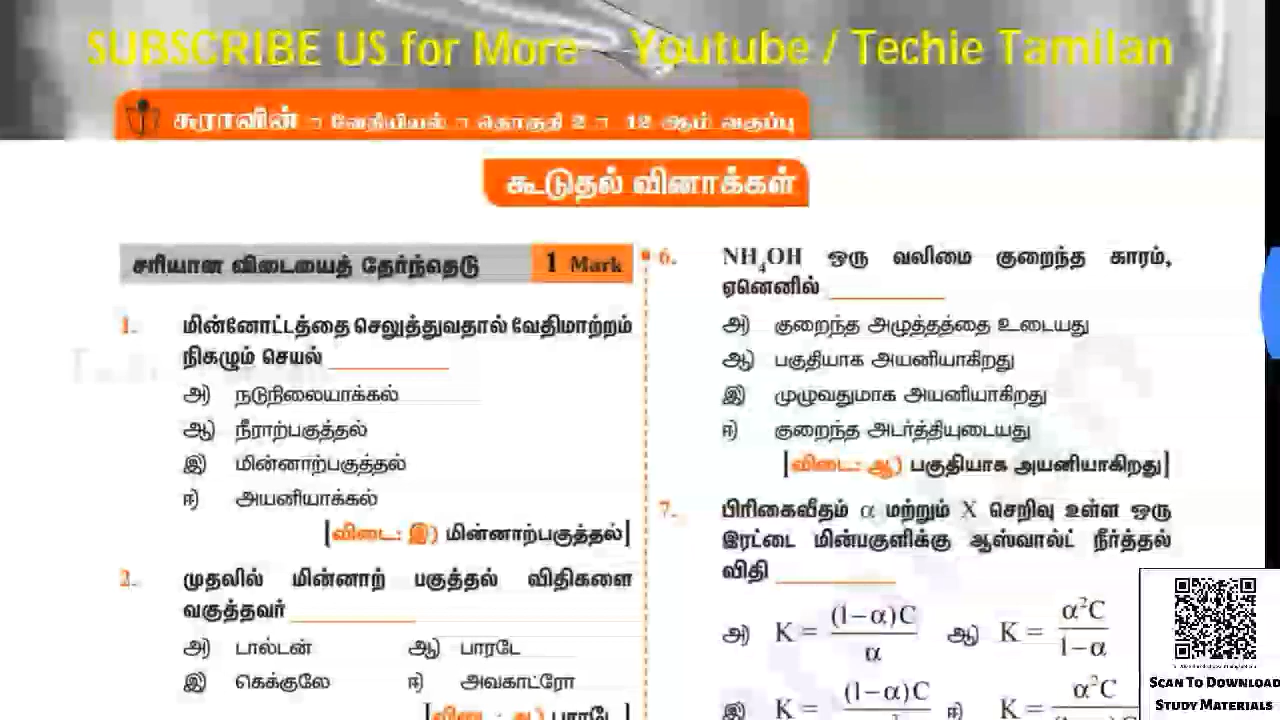 SUBSCRIBE US for More - Youtube / Techie Tamilan
சுராவின் வேதியியல் தொகுதி 2 12 ஆம் வகுப்பு
கூடுதல் வினாக்கள்
சரியான விடையைத் தேர்ந்தெடு 1 Mark
1. மின்னோட்டத்தை செலுத்துவதால் வேதிமாற்றம்
நிகழும் செயல்
அ) நடுநிலையாக்கல்
ஆ) நீராற்பகுத்தல்
இ) மின்னாற்பகுத்தல்
ஈ) அயனியாக்கல்
[விடை: இ) மின்னாற்பகுத்தல்]
2. முதலில் மின்னாற் பகுத்தல் விதிகளை
வகுத்தவர்
அ) டால்டன் ஆ) பாரடே
இ) கெக்குலே ஈ) அவகாட்ரோ
[விடை: ஆ) பாரடே]
6. NH₄OH ஒரு வலிமை குறைந்த காரம்,
ஏனெனில்
அ) குறைந்த அழுத்தத்தை உடையது
ஆ) பகுதியாக அயனியாகிறது
இ) முழுவதுமாக அயனியாகிறது
ஈ) குறைந்த அடர்த்தியுடையது
[விடை: ஆ) பகுதியாக அயனியாகிறது]
7. பிரிகைவீதம் α மற்றும் X செறிவு உள்ள ஒரு
இரட்டை மின்பகுளிக்கு ஆஸ்வால்ட் நீர்த்தல்
விதி
அ) K = (1−α)C / α ஆ) K = α²C / 1−α
இ) K = (1−α)C ஈ) K = α²C
SCAN TO DOWNLOAD
STUDY MATERIALS